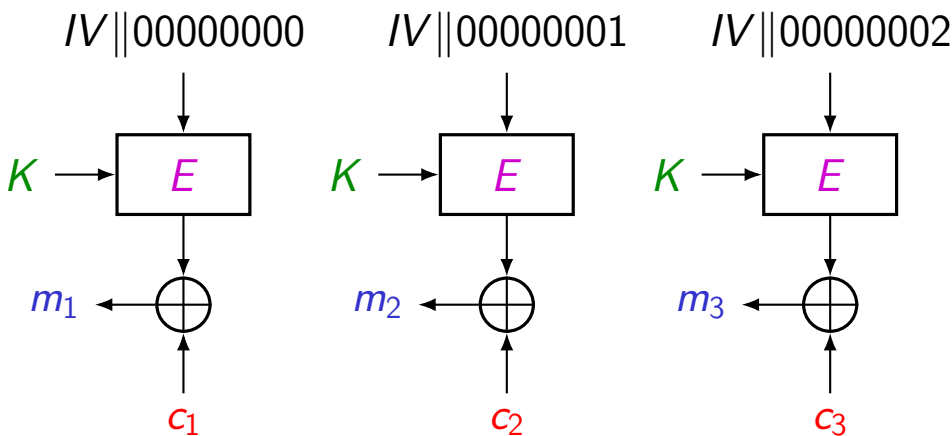 IV‖00000000 IV‖00000001 IV‖00000002
K E K E K E
m₁ m₂ m₃
c₁ c₂ c₃